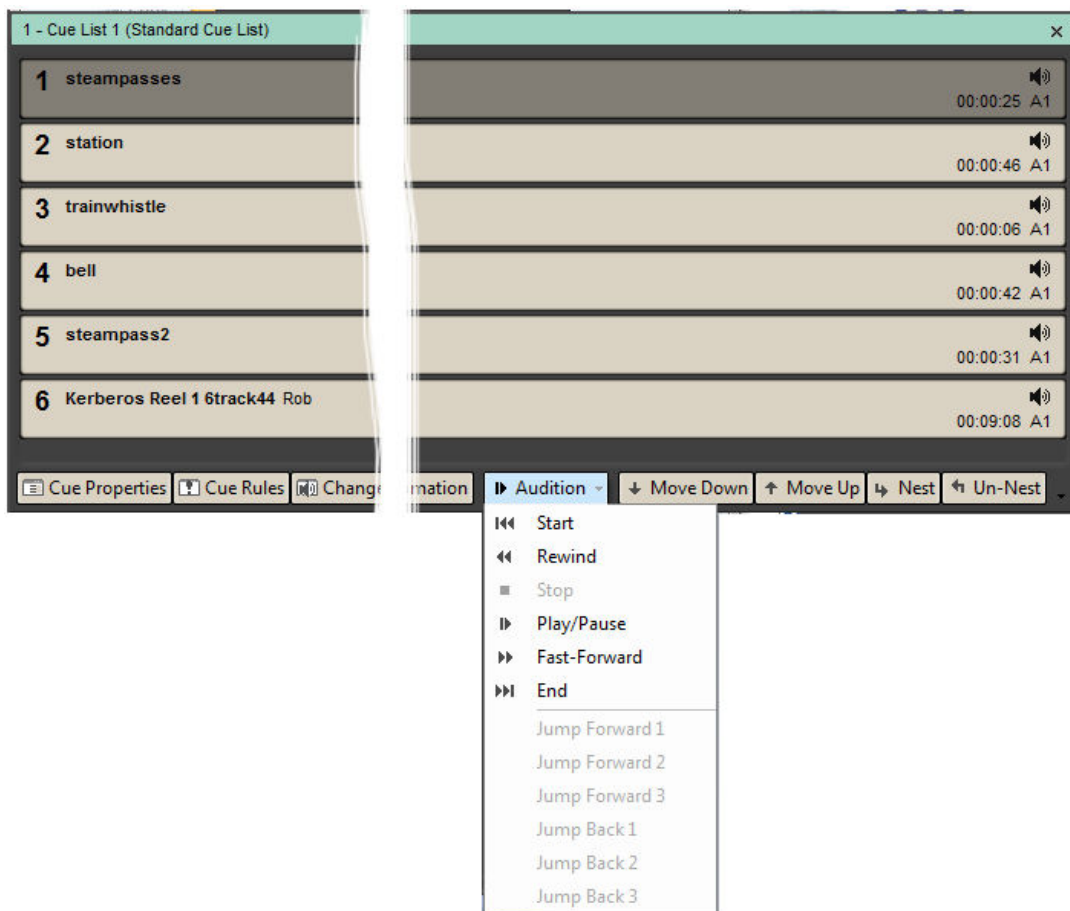 1 - Cue List 1 (Standard Cue List)
1 steampasses
00:00:25 A1
2 station
00:00:46 A1
3 trainwhistle
00:00:06 A1
4 bell
00:00:42 A1
5 steampass2
00:00:31 A1
6 Kerberos Reel 1 6track44 Rob
00:09:08 A1
Cue Properties Cue Rules Change mation Audition Move Down Move Up Nest Un-Nest
Start
Rewind
Stop
Play/Pause
Fast-Forward
End
Jump Forward 1
Jump Forward 2
Jump Forward 3
Jump Back 1
Jump Back 2
Jump Back 3